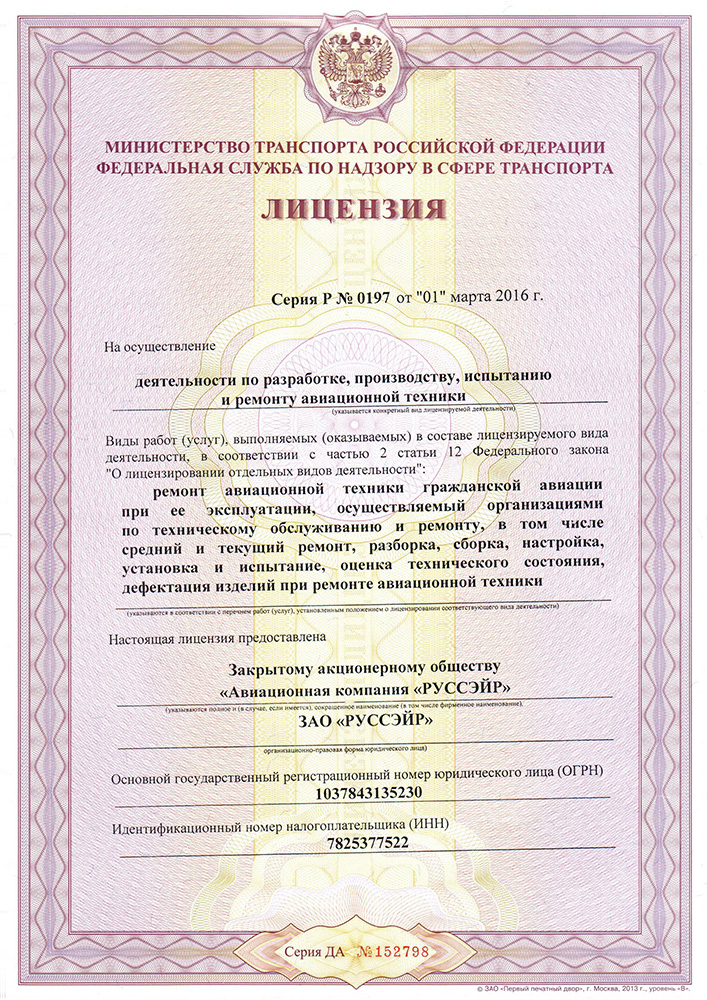 МИНИСТЕРСТВО ТРАНСПОРТА РОССИЙСКОЙ ФЕДЕРАЦИИ
ФЕДЕРАЛЬНАЯ СЛУЖБА ПО НАДЗОРУ В СФЕРЕ ТРАНСПОРТА
ЛИЦЕНЗИЯ
Серия Р № 0197 от "01" марта 2016 г.
На осуществление
деятельности по разработке, производству, испытанию
и ремонту авиационной техники
(указывается конкретный вид лицензируемой деятельности)
Виды работ (услуг), выполняемых (оказываемых) в составе лицензируемого вида
деятельности, в соответствии с частью 2 статьи 12 Федерального закона
"О лицензировании отдельных видов деятельности":
ремонт авиационной техники гражданской авиации
при ее эксплуатации, осуществляемый организациями
по техническому обслуживанию и ремонту, в том числе
средний и текущий ремонт, разборка, сборка, настройка,
установка и испытание, оценка технического состояния,
дефектация изделий при ремонте авиационной техники
(указываются в соответствии с перечнем работ (услуг), установленным положением о лицензировании соответствующего вида деятельности)
Настоящая лицензия предоставлена
Закрытому акционерному обществу
«Авиационная компания «РУССЭЙР»
(указываются полное и (в случае, если имеется), сокращенное наименование (в том числе фирменное наименование),
ЗАО «РУССЭЙР»
организационно-правовая форма юридического лица)
Основной государственный регистрационный номер юридического лица (ОГРН)
1037843135230
Идентификационный номер налогоплательщика (ИНН)
7825377522
Серия ДА №152798
© ЗАО «Первый печатный двор», г. Москва, 2013 г., уровень «В».